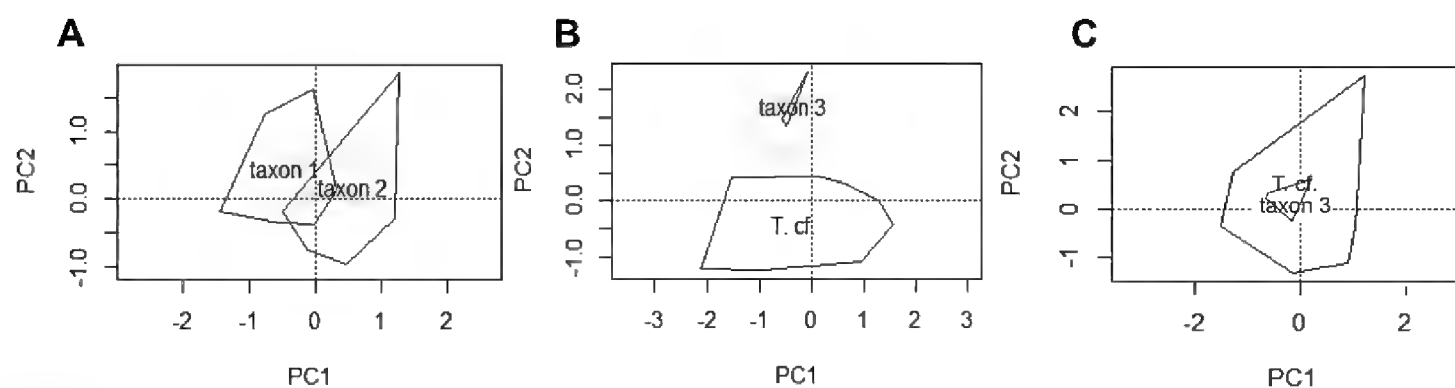 A
PC2
1.0
0.0
-1.0
taxon 1
taxon 2
-2 -1 0 1 2
PC1
B
PC2
2.0
1.0
0.0
-1.0
taxon 3
T. cf
-3 -2 -1 0 1 2 3
PC1
C
PC2
2
1
0
-1
T. cf.
taxon 3
-2 0 2
PC1